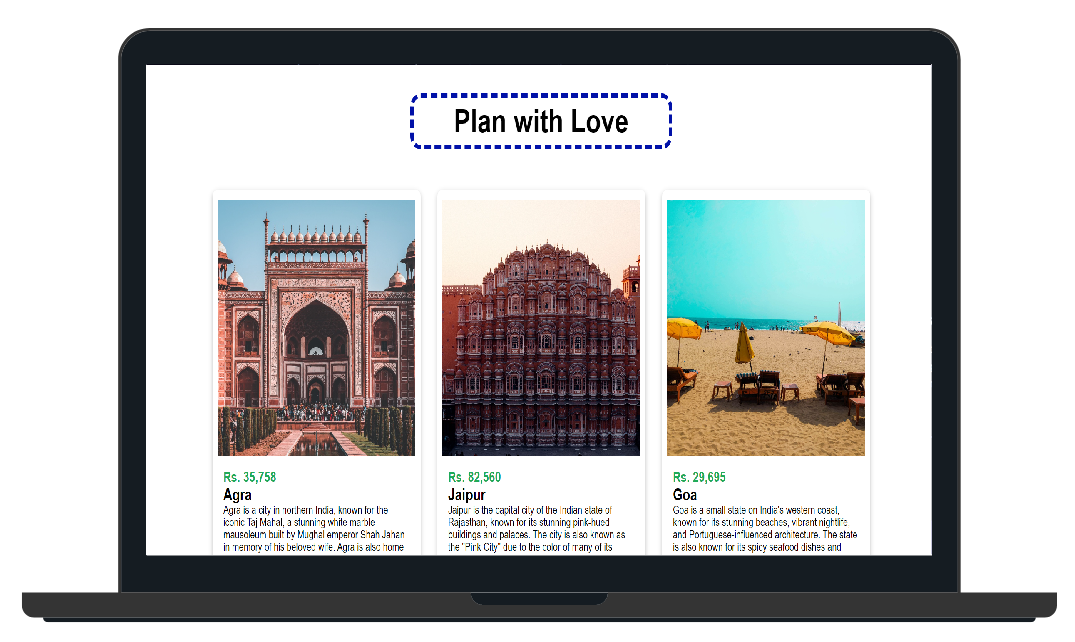 Plan with Love
Rs. 35,758
Agra
Agra is a city in northern India, known for the
iconic Taj Mahal, a stunning white marble
mausoleum built by Mughal emperor Shah Jahan
in memory of his beloved wife. Agra is also home
Rs. 82,560
Jaipur
Jaipur is the capital city of the Indian state of
Rajasthan, known for its stunning pink-hued
buildings and palaces. The city is also known as
the "Pink City" due to the color of many of its
Rs. 29,695
Goa
Goa is a small state on India's western coast,
known for its stunning beaches, vibrant nightlife
and Portuguese-influenced architecture. The state
is also known for its spicy seafood dishes and